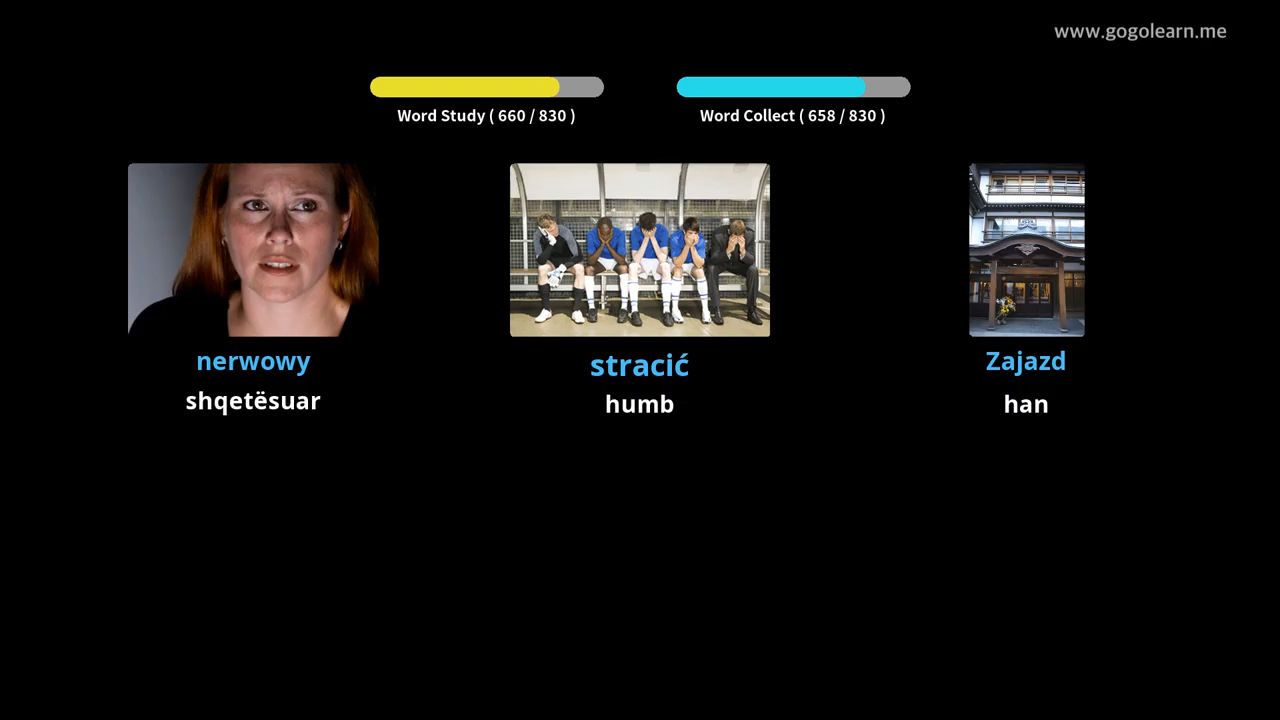 www.gogolearn.me
Word Study ( 660 / 830 )
Word Collect ( 658 / 830 )
nerwowy
shqetësuar
stracić
humb
Zajazd
han